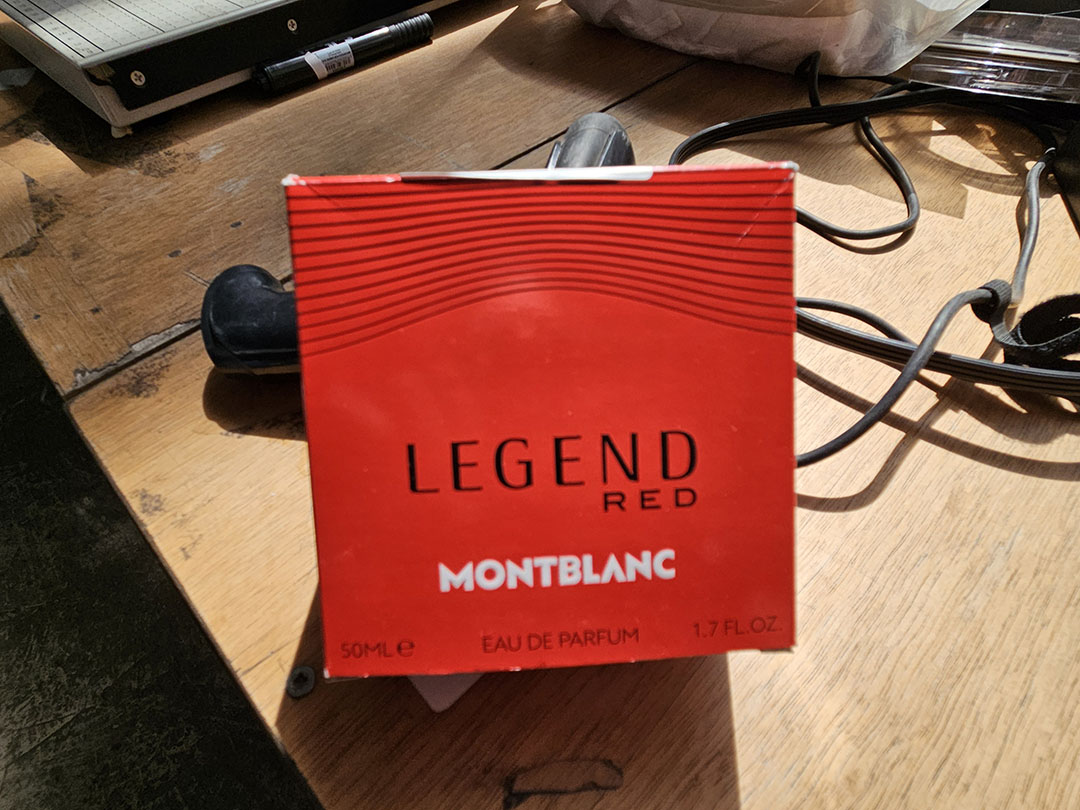 LEGEND
RED
MONTBLANC
50ML ℮ EAU DE PARFUM 1.7 FL.OZ.